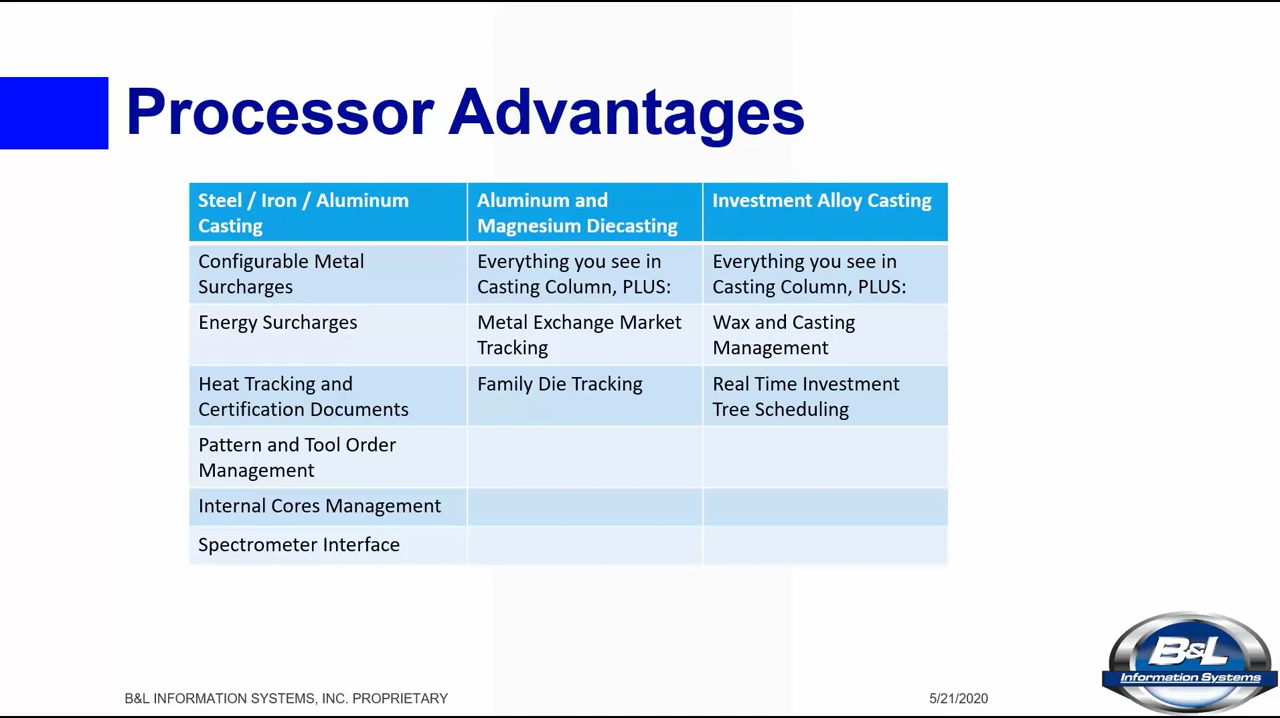 Processor Advantages
Steel / Iron / Aluminum
Casting
Aluminum and
Magnesium Diecasting
Investment Alloy Casting
Configurable Metal
Surcharges
Everything you see in
Casting Column, PLUS:
Everything you see in
Casting Column, PLUS:
Energy Surcharges
Metal Exchange Market
Tracking
Wax and Casting
Management
Heat Tracking and
Certification Documents
Family Die Tracking
Real Time Investment
Tree Scheduling
Pattern and Tool Order
Management
Internal Cores Management
Spectrometer Interface
B&L INFORMATION SYSTEMS, INC. PROPRIETARY
5/21/2020
B&L
Information Systems